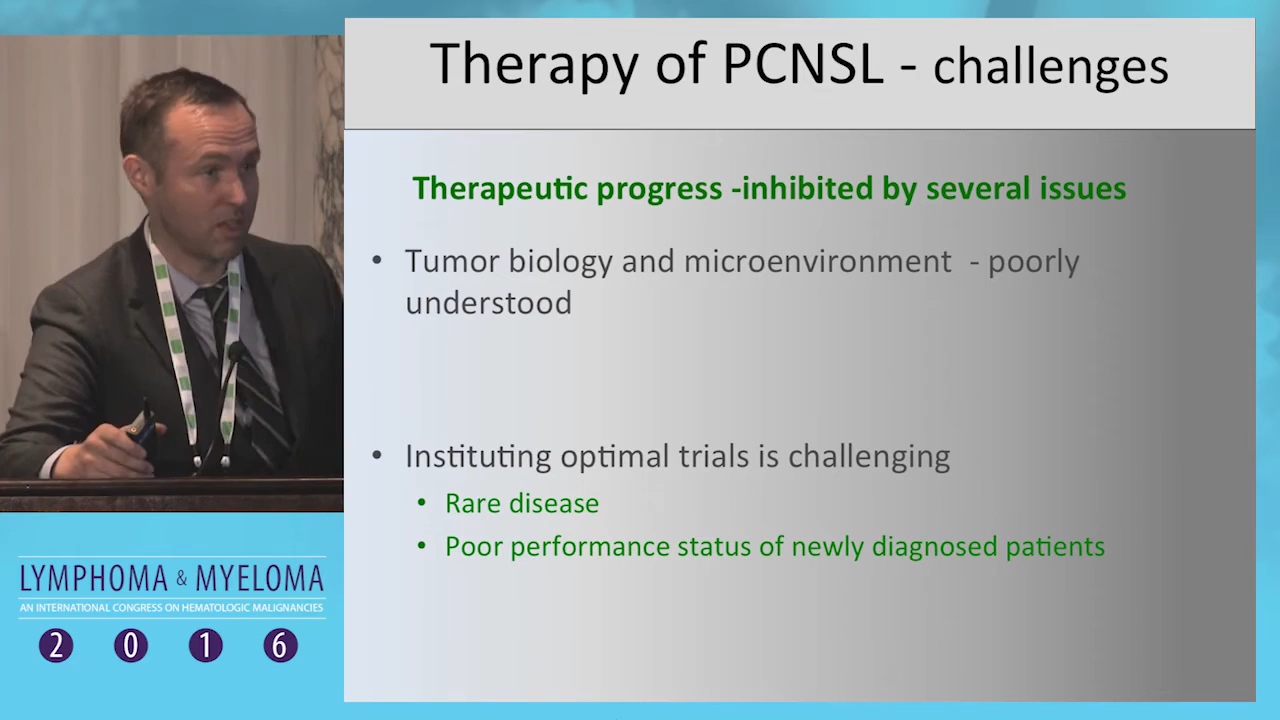 Therapy of PCNSL - challenges
Therapeutic progress -inhibited by several issues
• Tumor biology and microenvironment - poorly
understood
• Instituting optimal trials is challenging
• Rare disease
• Poor performance status of newly diagnosed patients
LYMPHOMA & MYELOMA
AN INTERNATIONAL CONGRESS ON HEMATOLOGIC MALIGNANCIES
2 0 1 6